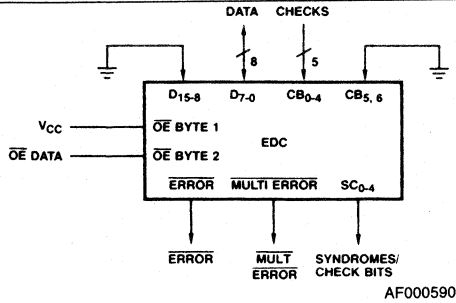 DATA CHECKS
8 5
D15-8 D7-0 CB0-4 CB5, 6
VCC OE BYTE 1
EDC
OE DATA OE BYTE 2
ERROR MULTI ERROR SC0-4
ERROR MULT SYNDROMES/
ERROR CHECK BITS
AF000590